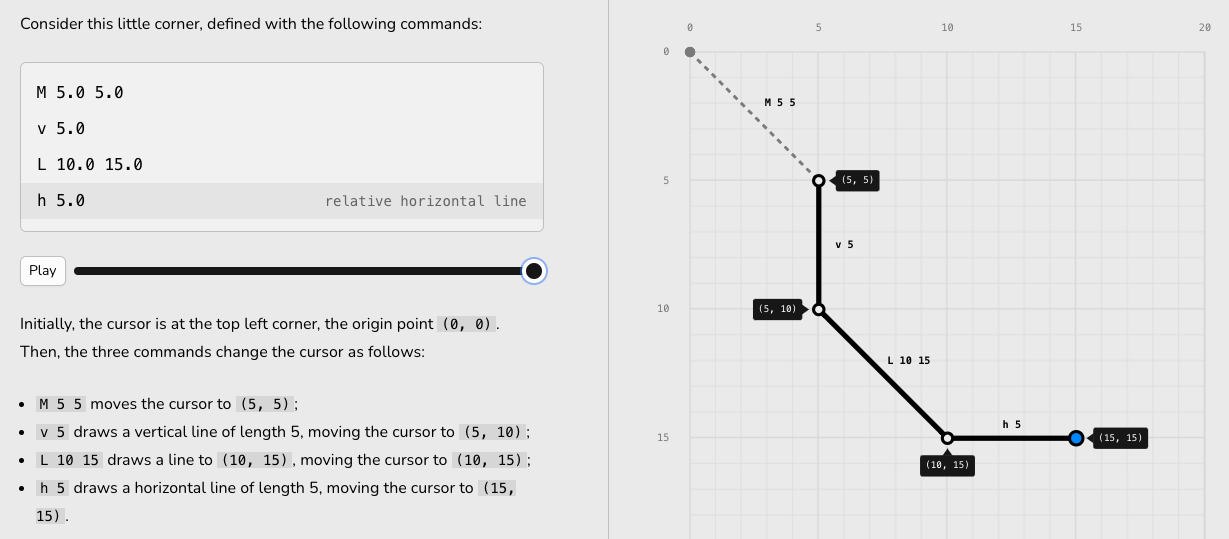 Consider this little corner, defined with the following commands:
M 5.0 5.0
v 5.0
L 10.0 15.0
h 5.0 relative horizontal line
Play
Initially, the cursor is at the top left corner, the origin point (0, 0).
Then, the three commands change the cursor as follows:
• M 5 5 moves the cursor to (5, 5);
• v 5 draws a vertical line of length 5, moving the cursor to (5, 10);
• L 10 15 draws a line to (10, 15), moving the cursor to (10, 15);
• h 5 draws a horizontal line of length 5, moving the cursor to (15,
15).
0 5 10 15 20
0
M 5 5
5
(5, 5)
v 5
10
(5, 10)
L 10 15
h 5
15
(15, 15)
(10, 15)